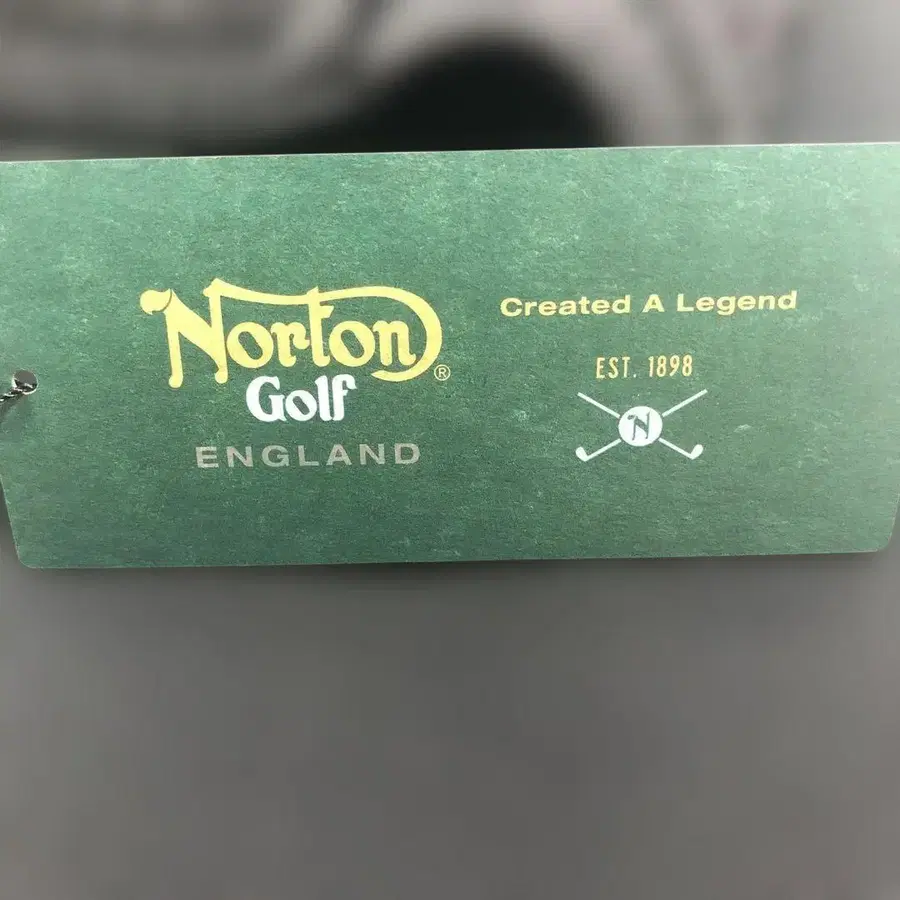 Norton®
Golf
ENGLAND
Created A Legend
EST. 1898
N